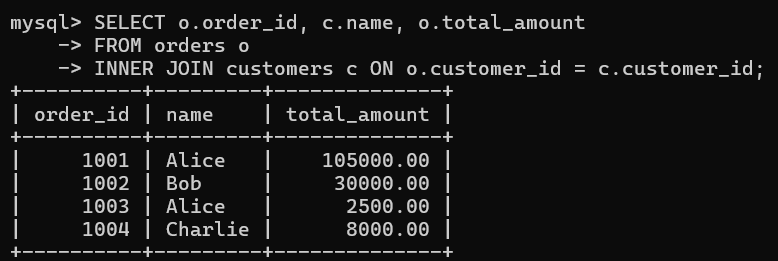 mysql> SELECT o.order_id, c.name, o.total_amount
    -> FROM orders o
    -> INNER JOIN customers c ON o.customer_id = c.customer_id;
+----------+---------+--------------+
| order_id | name    | total_amount |
+----------+---------+--------------+
|     1001 | Alice   |    105000.00 |
|     1002 | Bob     |     30000.00 |
|     1003 | Alice   |      2500.00 |
|     1004 | Charlie |      8000.00 |
+----------+---------+--------------+